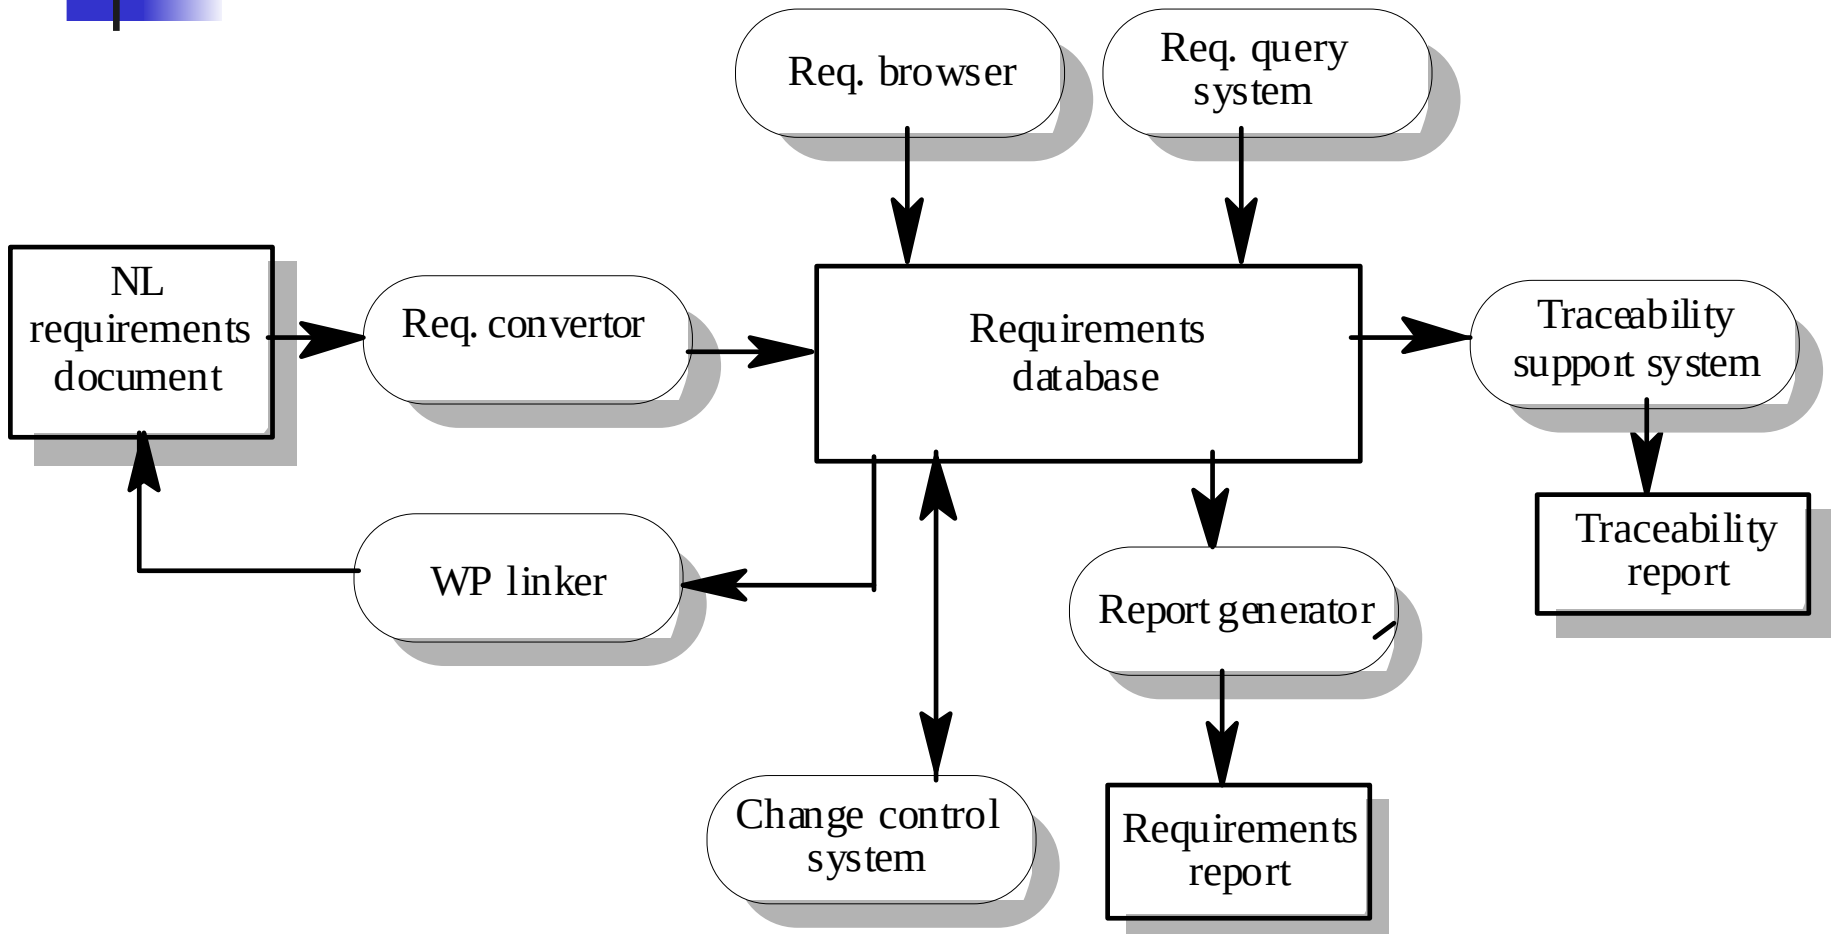 Req. browser
Req. query
system
NL
requirements
document
Req. convertor
Requirements
database
Traceability
support system
Traceability
report
WP linker
Report generator
Change control
system
Requirements
report